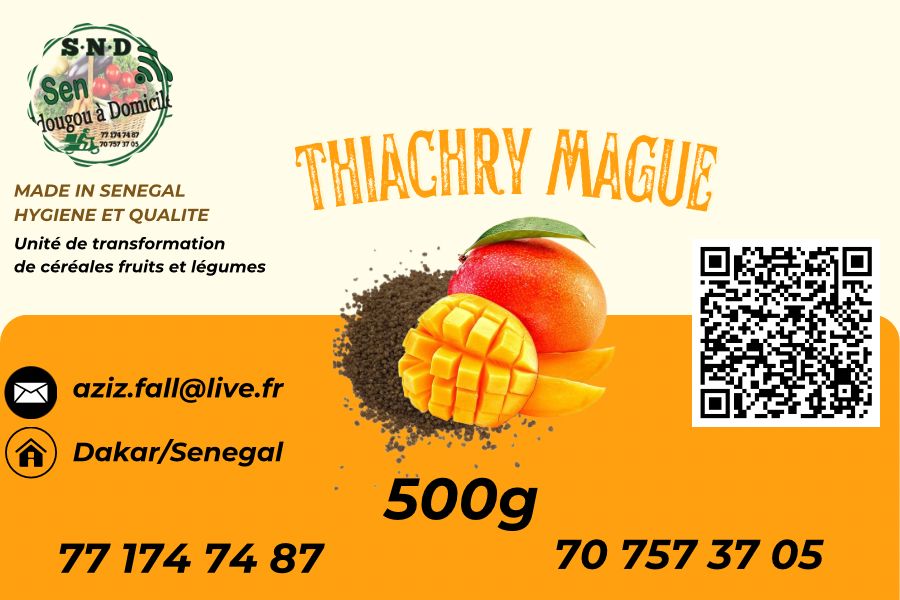 S·N·D
Sen
dougou à Domicile
77 174 74 87
70 757 37 05
MADE IN SENEGAL
HYGIENE ET QUALITE
Unité de transformation
de céréales fruits et légumes
THIACHRY MAGUE
aziz.fall@live.fr
Dakar/Senegal
500g
77 174 74 87
70 757 37 05